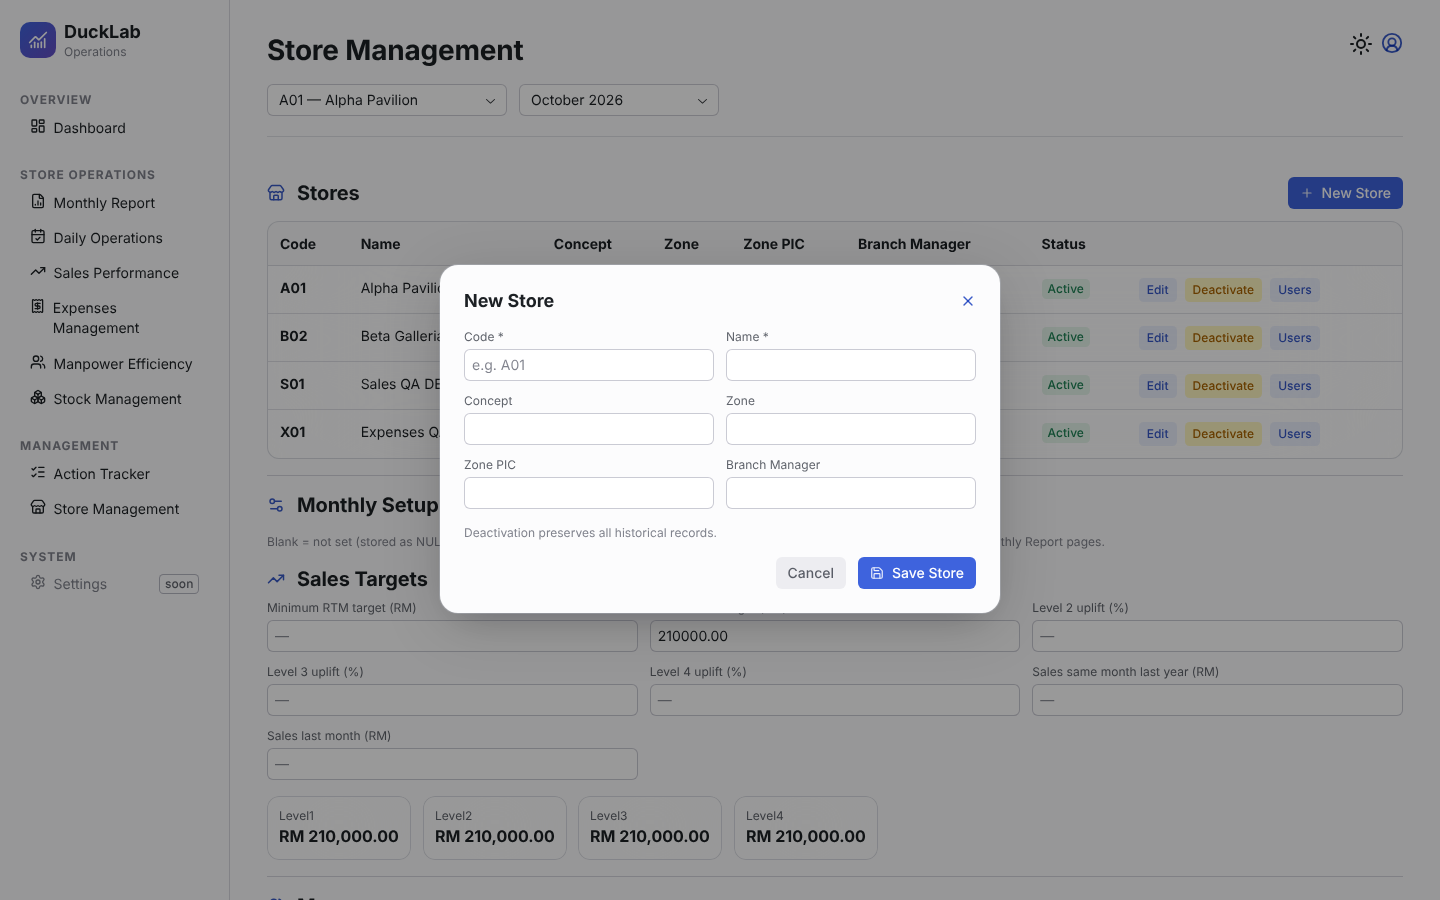 DuckLab
Operations
OVERVIEW
Dashboard
STORE OPERATIONS
Monthly Report
Daily Operations
Sales Performance
Expenses
Management
Manpower Efficiency
Stock Management
MANAGEMENT
Action Tracker
Store Management
SYSTEM
Settings soon
Store Management
A01 — Alpha Pavilion October 2026
Stores New Store
Code Name Concept Zone Zone PIC Branch Manager Status
A01 Alpha Active Edit Deactivate Users
B02 Beta Active Edit Deactivate Users
S01 Sales QA Active Edit Deactivate Users
X01 Expenses Active Edit Deactivate Users
New Store
Code * Name *
e.g. A01
Concept Zone
Zone PIC Branch Manager
Deactivation preserves all historical records.
Cancel Save Store
Monthly Setup
Blank = not set (stored as Report pages.
Sales Targets
Minimum RTM target (RM) Level 2 uplift (%)
— 210000.00 —
Level 3 uplift (%) Level 4 uplift (%) Sales same month last year (RM)
— — —
Sales last month (RM)
—
Level1 Level2 Level3 Level4
RM 210,000.00 RM 210,000.00 RM 210,000.00 RM 210,000.00